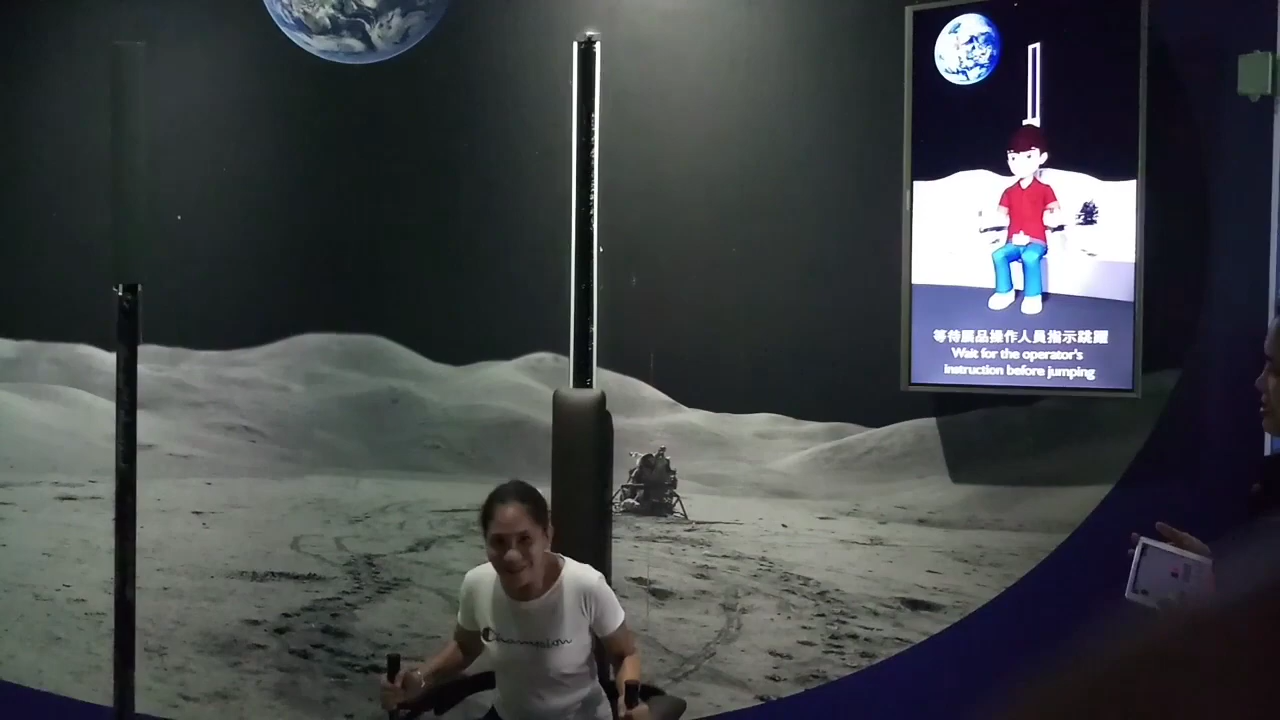 等待展品操作人員指示跳躍
Wait for the operator's
instruction before jumping
Champion